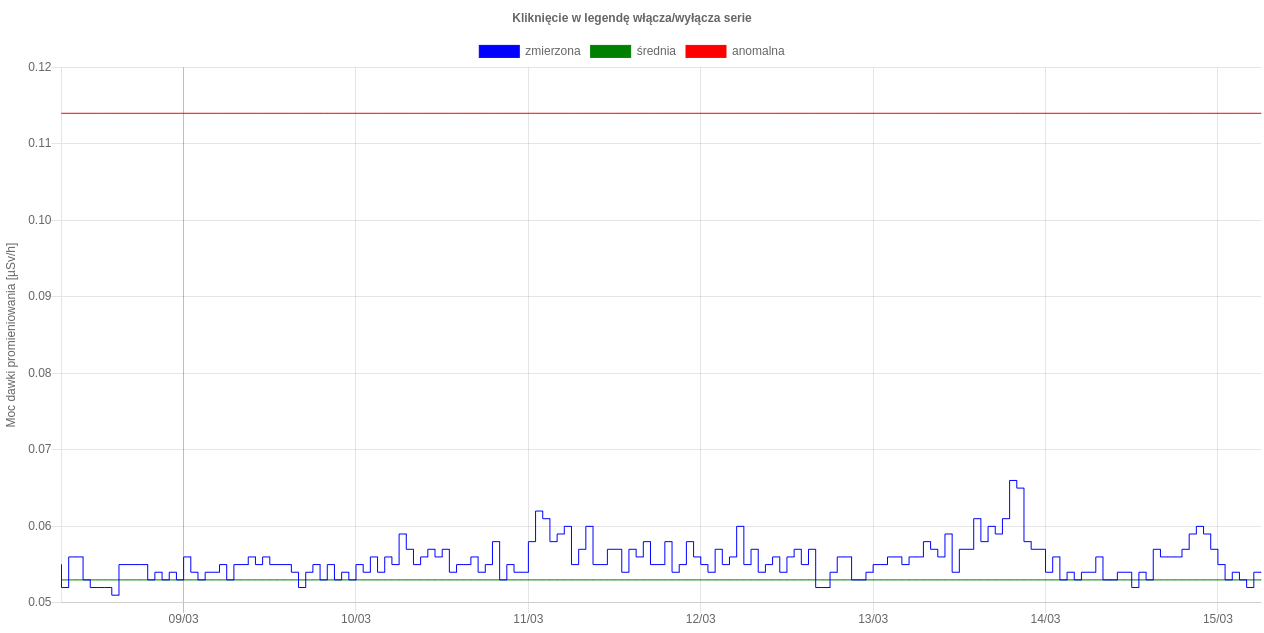 Kliknięcie w legendę włącza/wyłącza serie
zmierzona średnia anomalna
Moc dawki promieniowania [µSv/h]
0.12
0.11
0.10
0.09
0.08
0.07
0.06
0.05
09/03 10/03 11/03 12/03 13/03 14/03 15/03